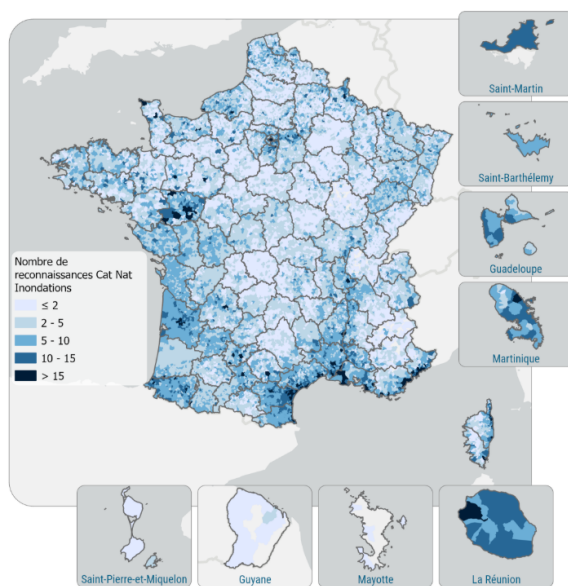 Saint-Martin
Saint-Barthélemy
Guadeloupe
Nombre de
reconnaissances Cat Nat
Inondations
≤ 2
2 - 5
5 - 10
10 - 15
> 15
Martinique
Saint-Pierre-et-Miquelon
Guyane
Mayotte
La Réunion